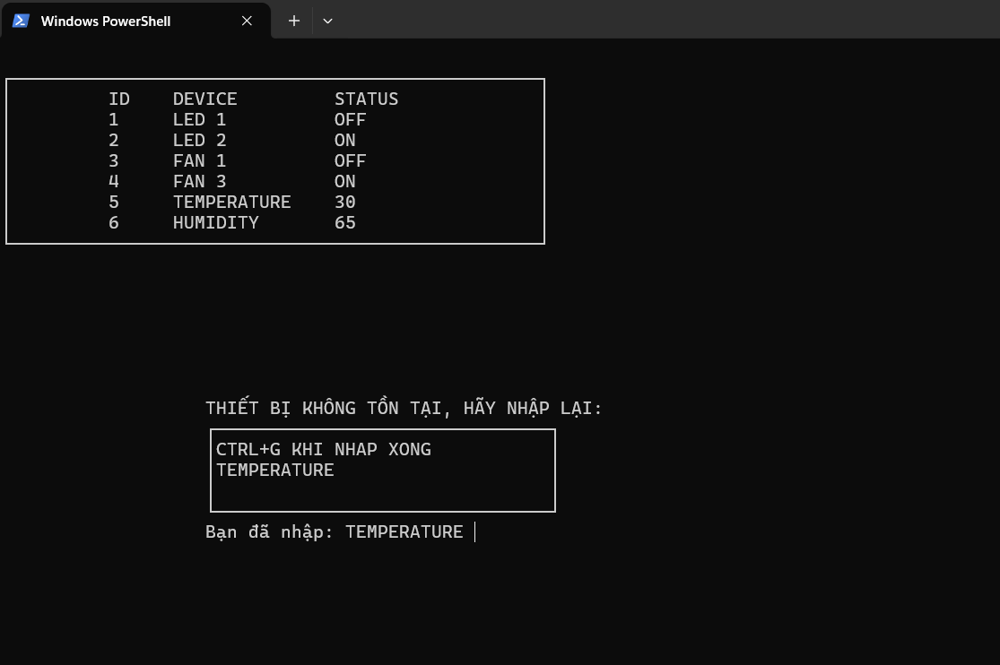 Windows PowerShell
ID DEVICE STATUS
1 LED 1 OFF
2 LED 2 ON
3 FAN 1 OFF
4 FAN 3 ON
5 TEMPERATURE 30
6 HUMIDITY 65
THIẾT BỊ KHÔNG TỒN TẠI, HÃY NHẬP LẠI:
CTRL+G KHI NHAP XONG
TEMPERATURE
Bạn đã nhập: TEMPERATURE